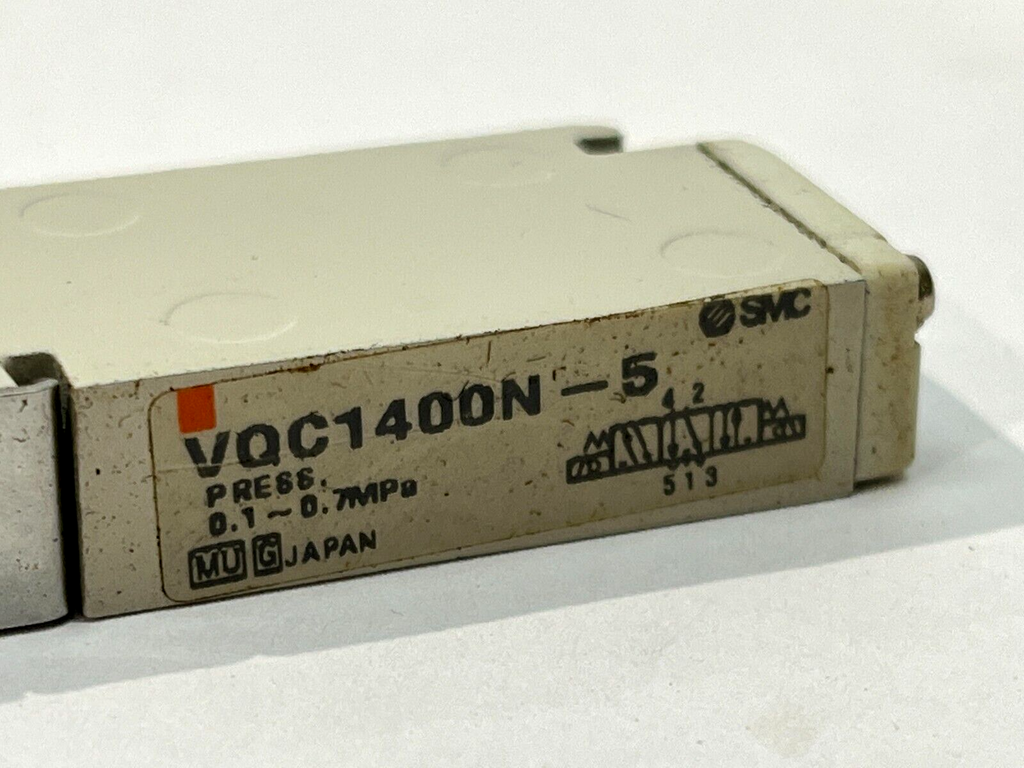 SMC
VQC1400N-5
4 2
PRESS.
0.1~0.7MPa
5 1 3
MU G JAPAN